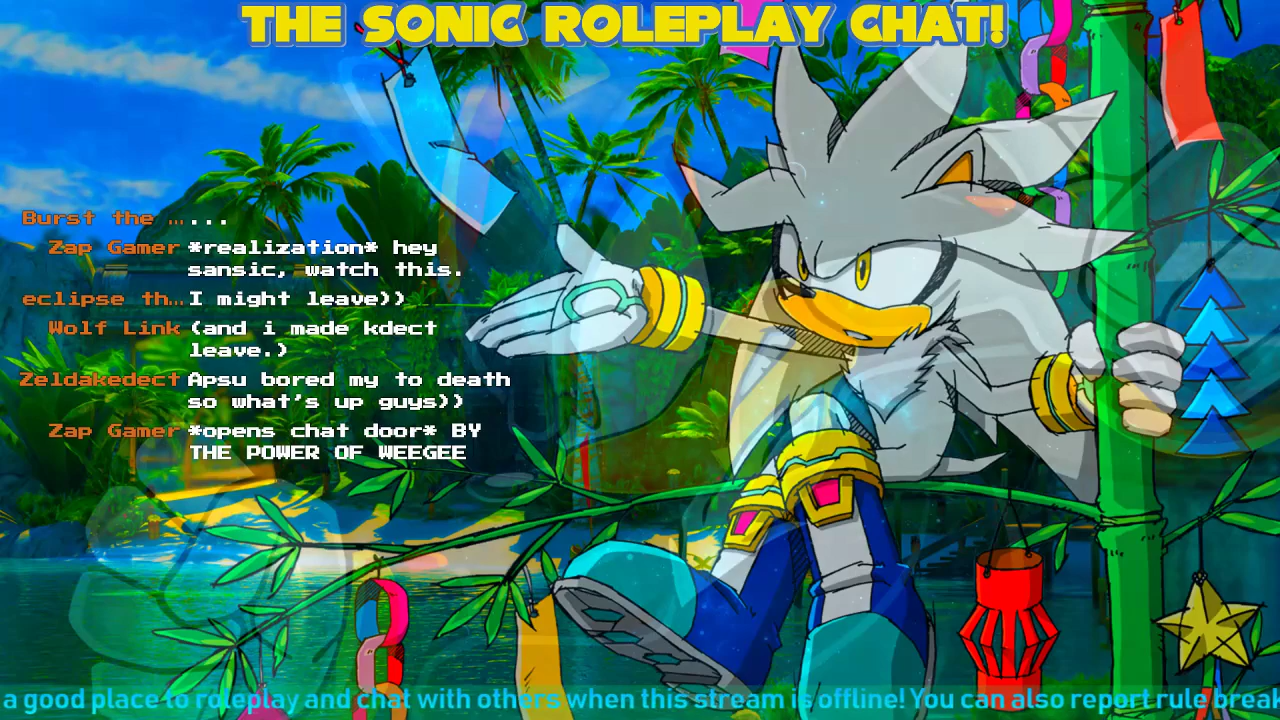 THE SONIC ROLEPLAY CHAT!
Burst the ... ...
Zap Gamer *realization* hey
sansic, watch this.
eclipse th... I might leave))
Wolf Link (and i made kdect
leave.)
Zeldakedect Apsu bored my to death
so what's up guys))
Zap Gamer *opens chat door* BY
THE POWER OF WEEGEE
a good place to roleplay and chat with others when this stream is offline! You can also report rule break